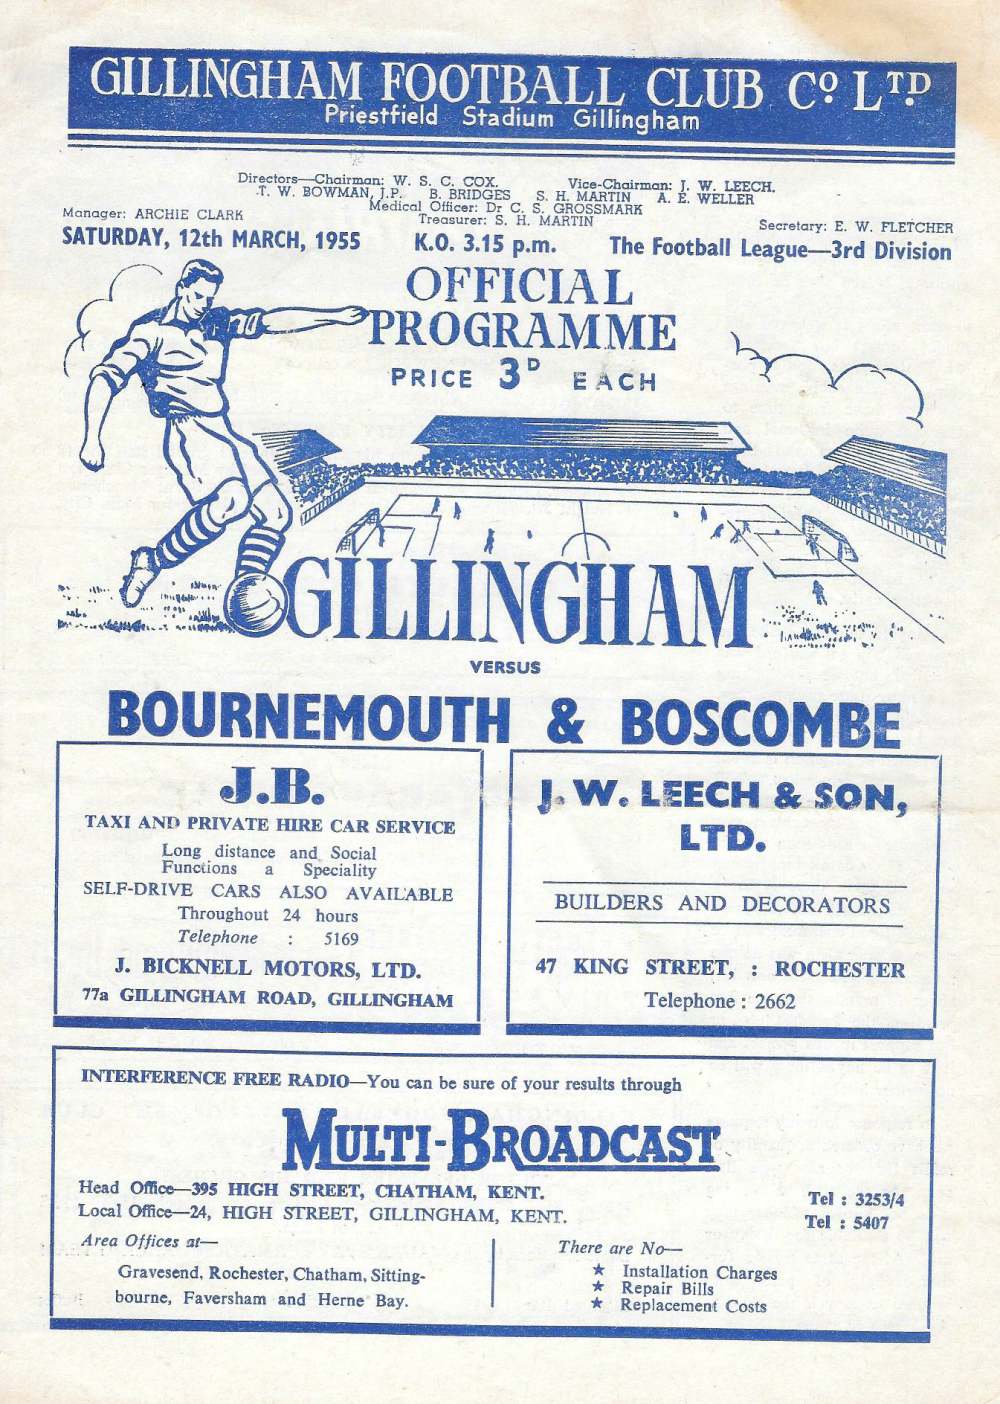 GILLINGHAM FOOTBALL CLUB Cº LTD
Priestfield Stadium Gillingham
Directors—Chairman: W. S. C. COX. Vice-Chairman: J. W. LEECH.
T. W. BOWMAN, J.P. B. BRIDGES S. H. MARTIN A. E. WELLER
Medical Officer: Dr C. S. GROSSMARK
Manager: ARCHIE CLARK Treasurer: S. H. MARTIN Secretary: E. W. FLETCHER
SATURDAY, 12th MARCH, 1955 K.O. 3.15 p.m. The Football League—3rd Division
OFFICIAL
PROGRAMME
PRICE 3D EACH
GILLINGHAM
VERSUS
BOURNEMOUTH & BOSCOMBE
J.B.
TAXI AND PRIVATE HIRE CAR SERVICE
Long distance and Social
Functions a Speciality
SELF-DRIVE CARS ALSO AVAILABLE
Throughout 24 hours
Telephone : 5169
J. BICKNELL MOTORS, LTD.
77a GILLINGHAM ROAD, GILLINGHAM
J. W. LEECH & SON,
LTD.
BUILDERS AND DECORATORS
47 KING STREET, : ROCHESTER
Telephone : 2662
INTERFERENCE FREE RADIO—You can be sure of your results through
MULTI-BROADCAST
Head Office—395 HIGH STREET, CHATHAM, KENT. Tel : 3253/4
Local Office—24, HIGH STREET, GILLINGHAM, KENT. Tel : 5407
Area Offices at—
Gravesend, Rochester, Chatham, Sitting-
bourne, Faversham and Herne Bay.
There are No—
★ Installation Charges
★ Repair Bills
★ Replacement Costs